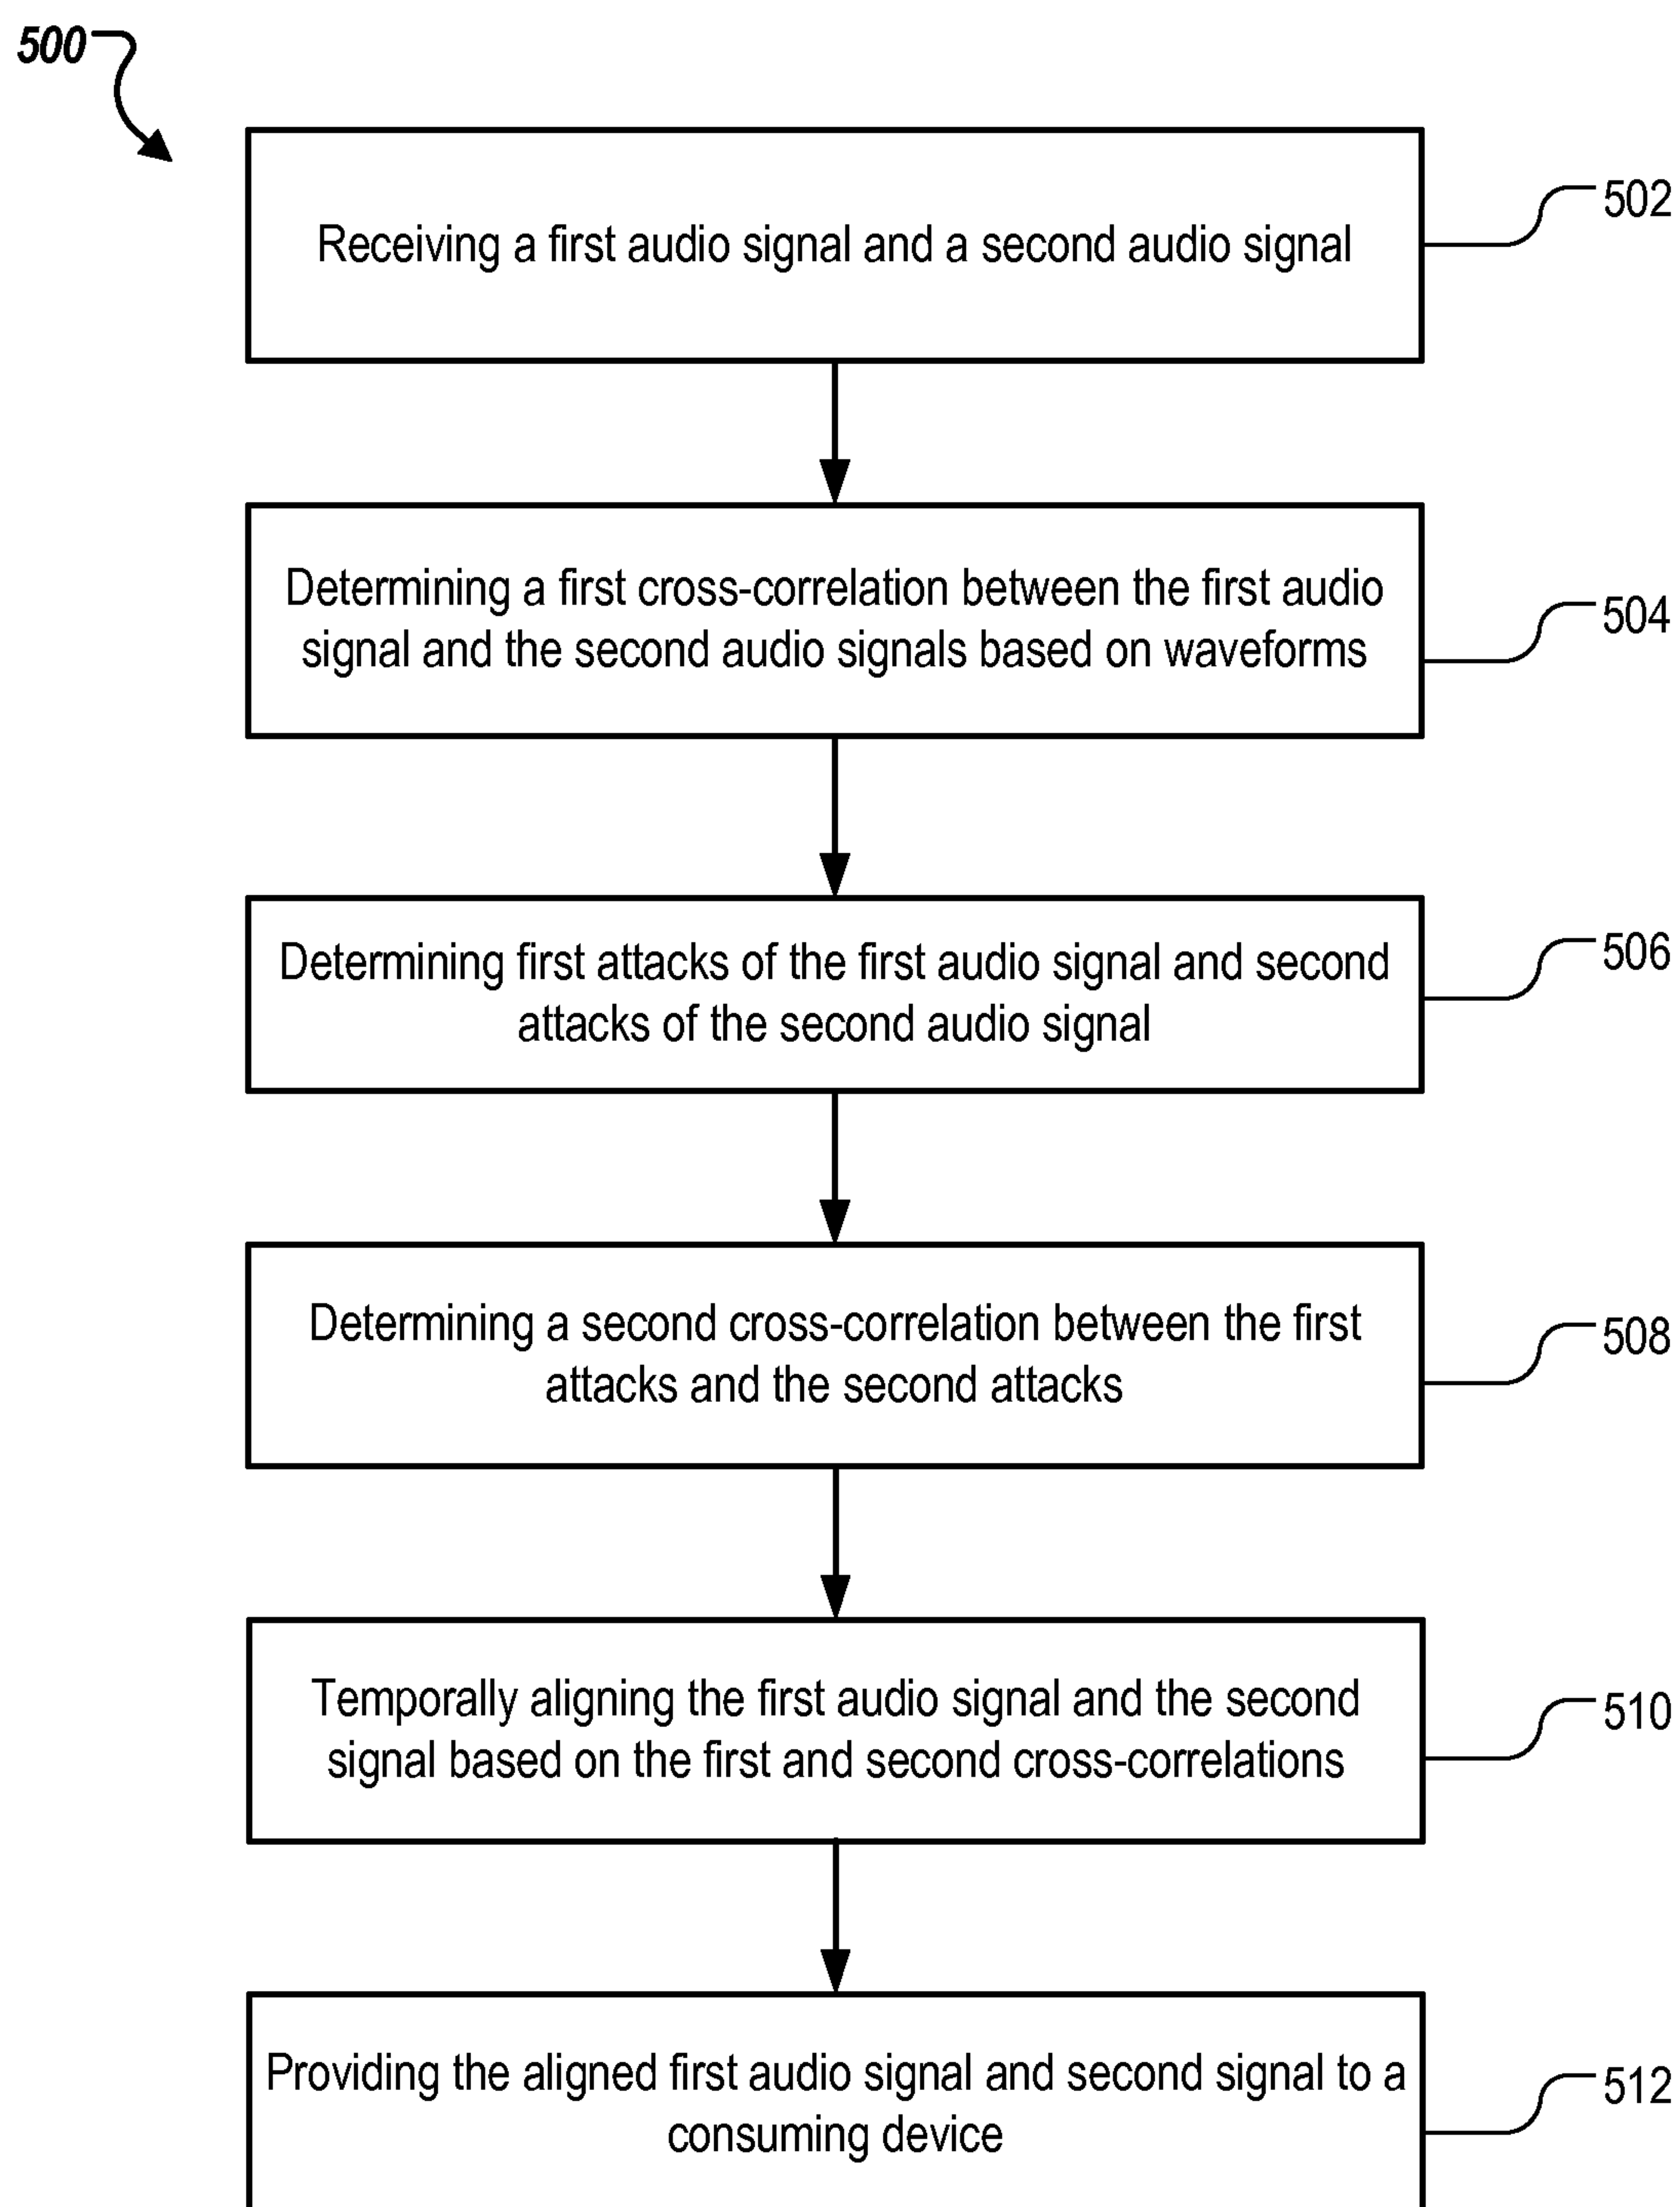 500
Receiving a first audio signal and a second audio signal
502
Determining a first cross-correlation between the first audio
signal and the second audio signals based on waveforms
504
Determining first attacks of the first audio signal and second
attacks of the second audio signal
506
Determining a second cross-correlation between the first
attacks and the second attacks
508
Temporally aligning the first audio signal and the second
signal based on the first and second cross-correlations
510
Providing the aligned first audio signal and second signal to a
consuming device
512